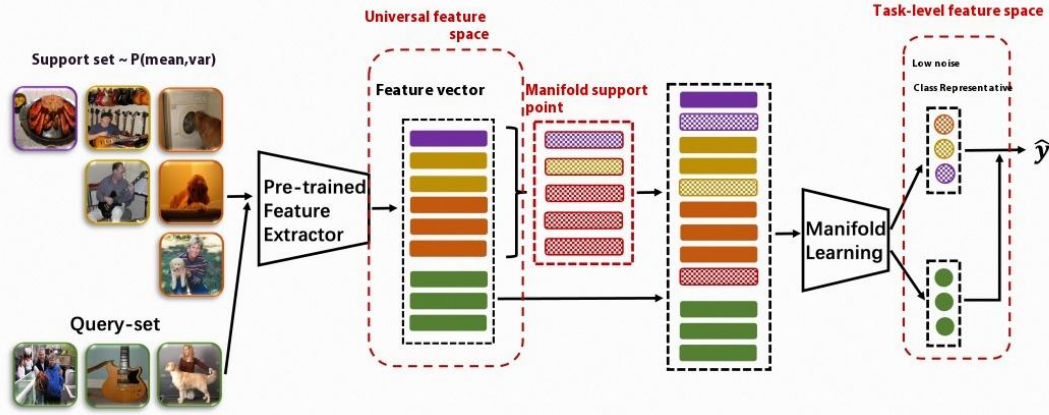 Support set ~ P(mean,var)
Query-set
Pre-trained
Feature
Extractor
Universal feature
space
Feature vector
Manifold support
point
Manifold
Learning
Task-level feature space
Low noise
Class Representative
ŷ